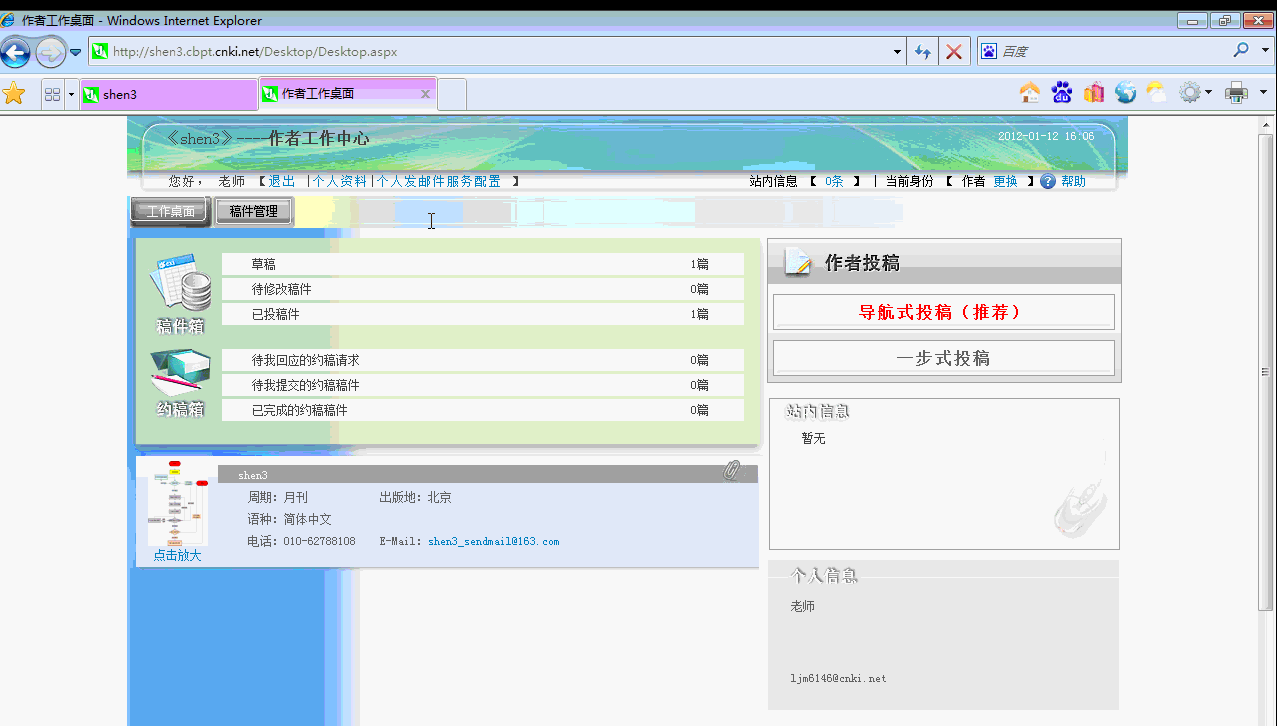 作者工作桌面 - Windows Internet Explorer
http://shen3.cbpt.cnki.net/Desktop/Desktop.aspx
百度
shen3
作者工作桌面
《shen3》----作者工作中心
2012-01-12 16:06
您好， 老师 【退出 |个人资料|个人发邮件服务配置 】
站内信息 【 0条 】 | 当前身份 【 作者 更换 】 帮助
工作桌面
稿件管理
稿件箱
草稿 1篇
待修改稿件 0篇
已投稿件 1篇
约稿箱
待我回应的约稿请求 0篇
待我提交的约稿稿件 0篇
已完成的约稿稿件 0篇
作者投稿
导航式投稿（推荐）
一步式投稿
站内信息
暂无
shen3
周期：月刊 出版地：北京
语种：简体中文
电话：010-62788108 E-Mail：shen3_sendmail@163.com
点击放大
个人信息
老师
ljm6146@cnki.net